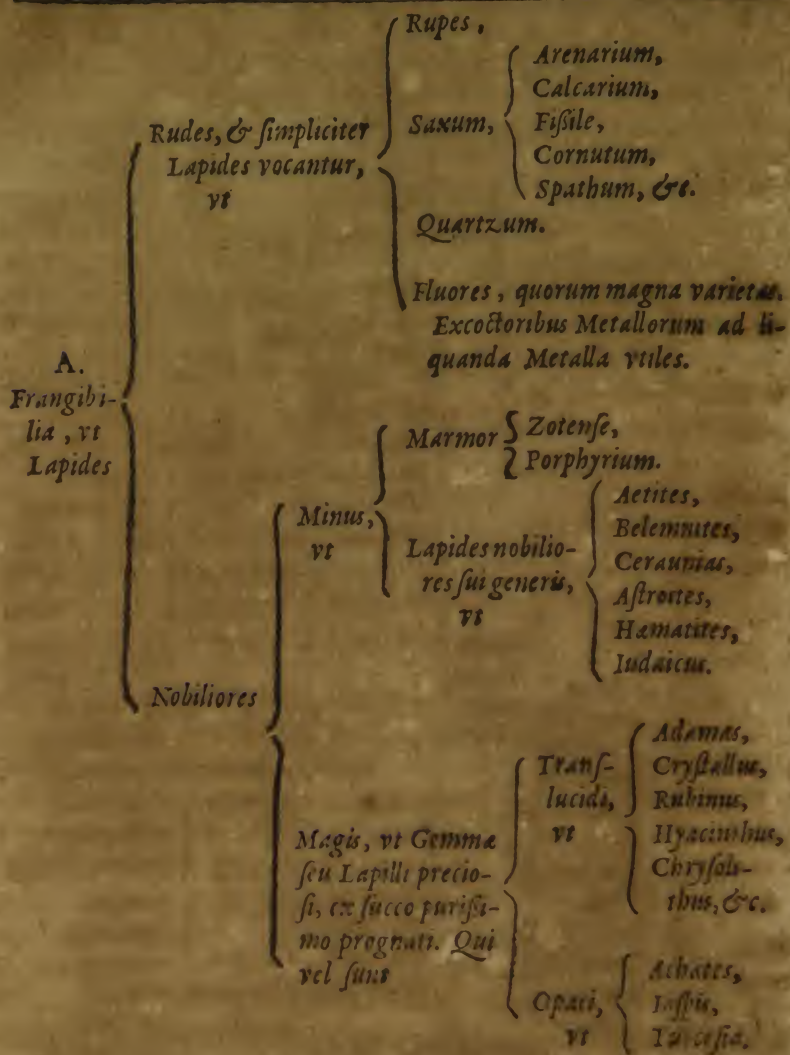 Rupes,
Saxum,
Arenarium,
Calcarium,
Fißile,
Cornutum,
Spathum, &c.
Rudes, & ſimpliciter
Lapides vocantur,
vt
Quartzum.
Fluores, quorum magna varietas.
Excoctoribus Metallorum ad li-
quanda Metalla vtiles.
A.
Frangibi-
lia, vt
Lapides
Nobiliores
Minus,
vt
Marmor
Zotenſe,
Porphyrium.
Lapides nobilio-
res ſui generis,
vt
Aetites,
Belemnites,
Ceraunias,
Aſtroites,
Hæmatites,
Iudaicus.
Magis, vt Gemmæ
ſeu Lapilli precio-
ſi, ex ſucco purißi-
mo prognati. Qui
vel ſunt
Tranſ-
lucidi,
vt
Adamas,
Cryſtallus,
Rubinus,
Hyacinthus,
Chryſoli-
thus, &c.
Opaci,
vt
Achates,
Iaſpis,